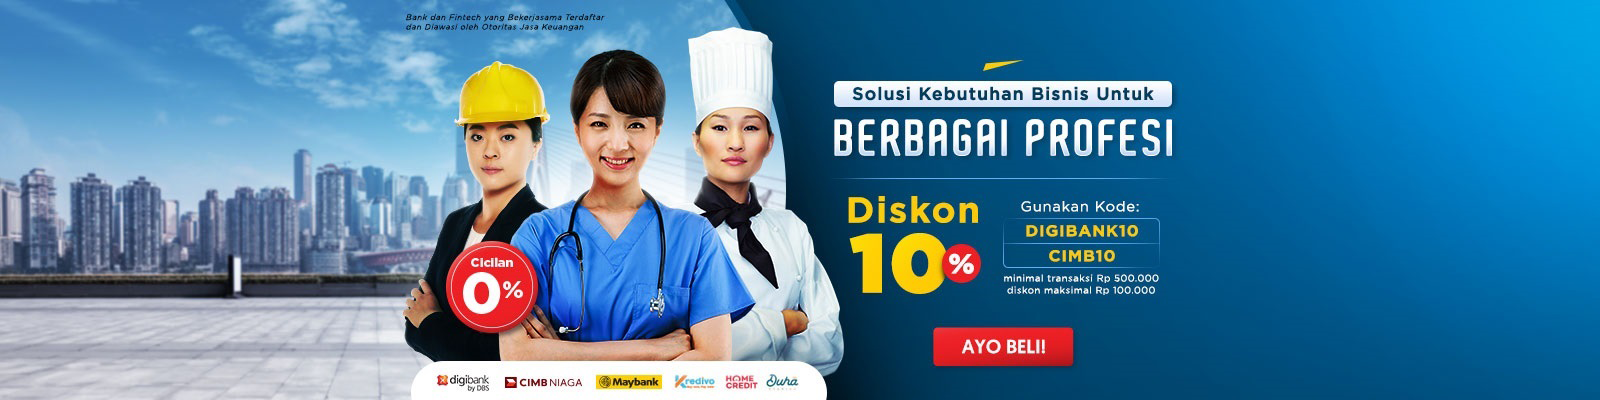 Bank dan Fintech yang Bekerjasama Terdaftar
dan Diawasi oleh Otoritas Jasa Keuangan
Solusi Kebutuhan Bisnis Untuk
BERBAGAI PROFESI
Diskon
10%
Gunakan Kode:
DIGIBANK10
CIMB10
minimal transaksi Rp 500.000
diskon maksimal Rp 100.000
Cicilan
0%
AYO BELI!
digibank
by DBS
CIMB NIAGA
Maybank
Kredivo
HOME
CREDIT
Duha